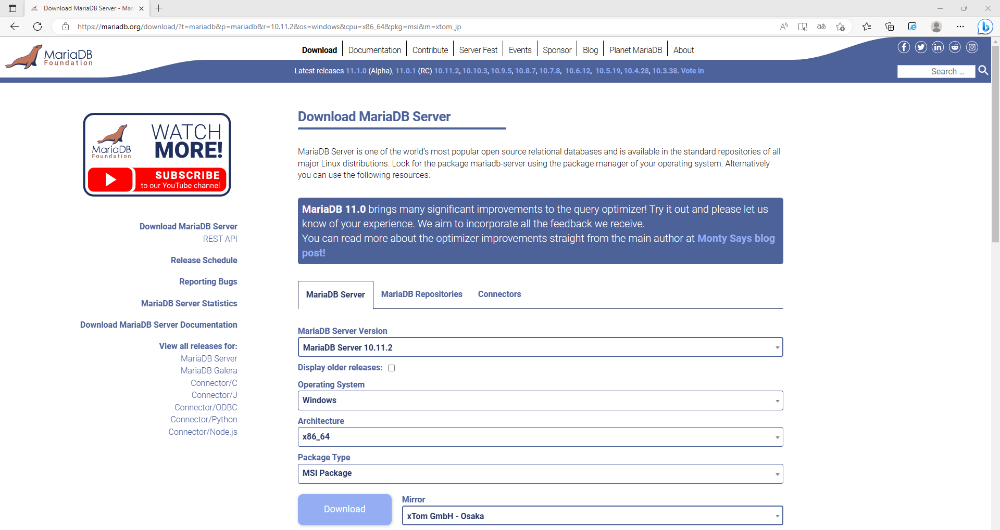 Download MariaDB Server - Mar
https://mariadb.org/download/?t=mariadb&p=mariadb&r=10.11.2&os=windows&cpu=x86_64&pkg=msi&m=xtom_jp
MariaDB
Foundation
Download Documentation Contribute Server Fest Events Sponsor Blog Planet MariaDB About
Latest releases 11.1.0 (Alpha), 11.0.1 (RC) 10.11.2, 10.10.3, 10.9.5, 10.8.7, 10.7.8, 10.6.12, 10.5.19, 10.4.28, 10.3.38. Vote in
Search ...
WATCH
MORE!
MariaDB
Foundation
SUBSCRIBE
to our YouTube channel
Download MariaDB Server
REST API
Release Schedule
Reporting Bugs
MariaDB Server Statistics
Download MariaDB Server Documentation
View all releases for:
MariaDB Server
MariaDB Galera
Connector/C
Connector/J
Connector/ODBC
Connector/Python
Connector/Node.js
Download MariaDB Server
MariaDB Server is one of the world’s most popular open source relational databases and is available in the standard repositories of all
major Linux distributions. Look for the package mariadb-server using the package manager of your operating system. Alternatively
you can use the following resources:
MariaDB 11.0 brings many significant improvements to the query optimizer! Try it out and please let us
know of your experience. We aim to incorporate all the feedback we receive.
You can read more about the optimizer improvements straight from the main author at Monty Says blog
post!
MariaDB Server MariaDB Repositories Connectors
MariaDB Server Version
MariaDB Server 10.11.2
Display older releases:
Operating System
Windows
Architecture
x86_64
Package Type
MSI Package
Download
Mirror
xTom GmbH - Osaka